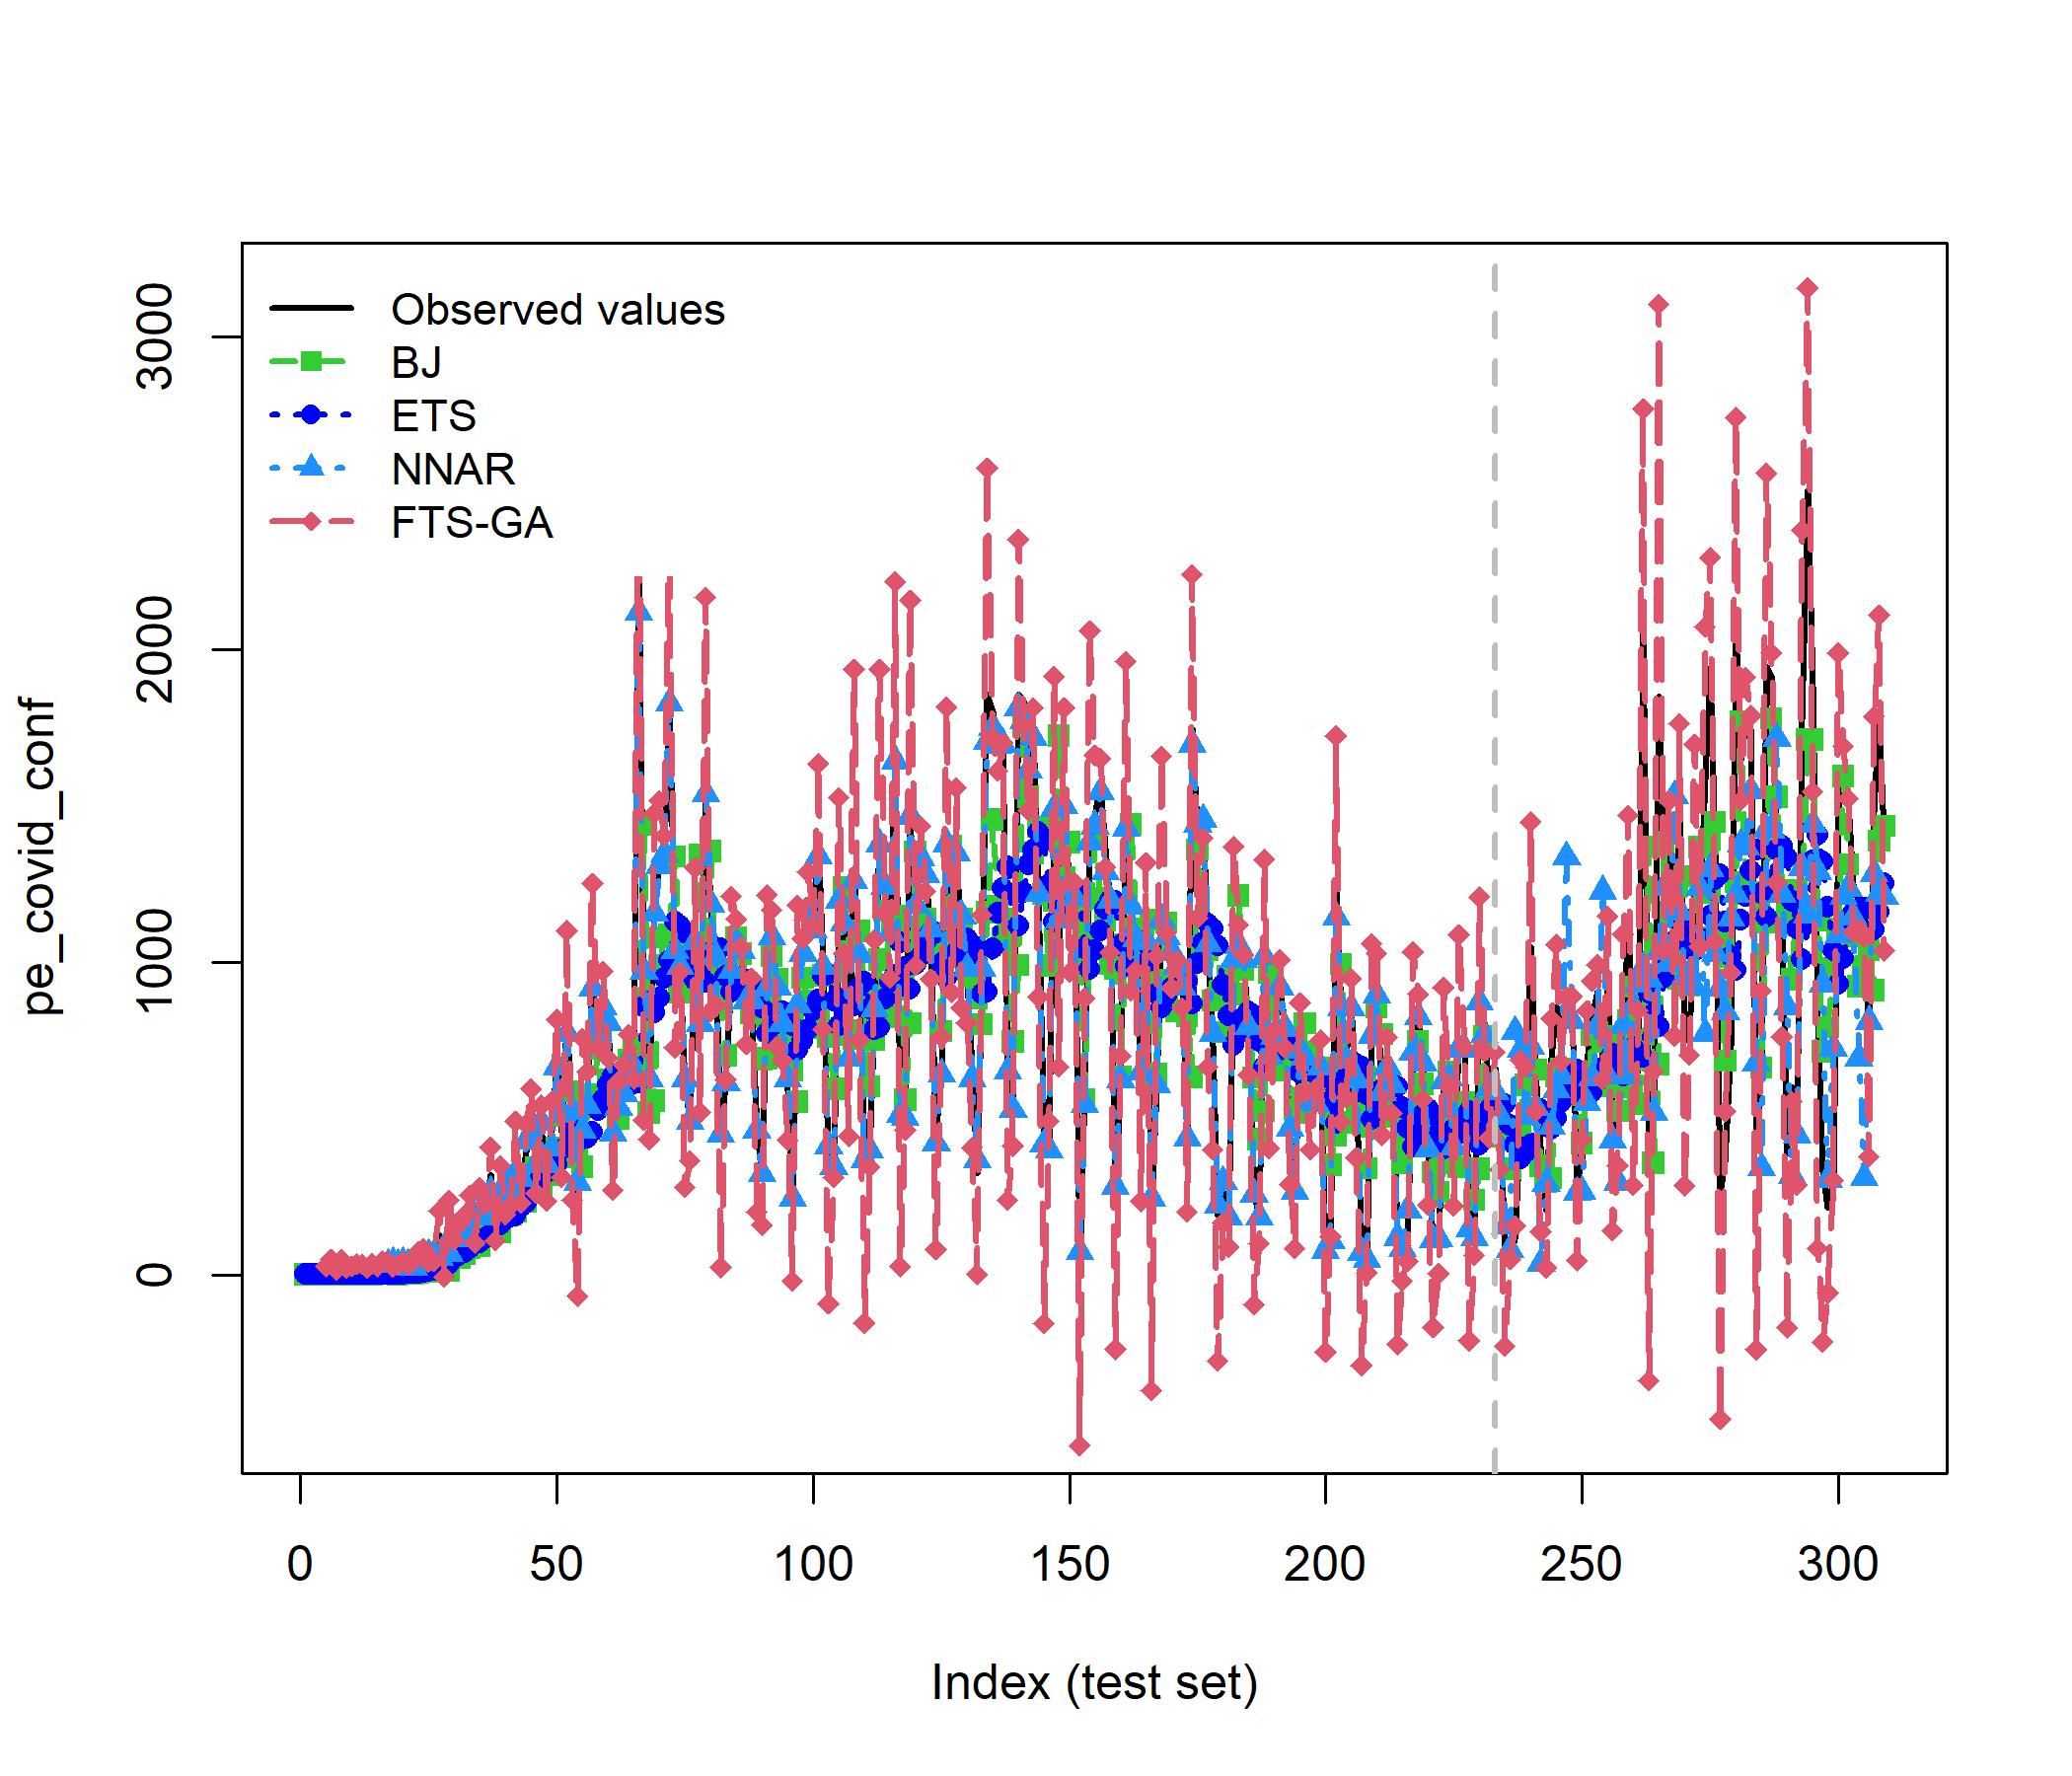 Observed values
BJ
ETS
NNAR
FTS-GA
pe_covid_conf
3000
2000
1000
0
0 50 100 150 200 250 300
Index (test set)